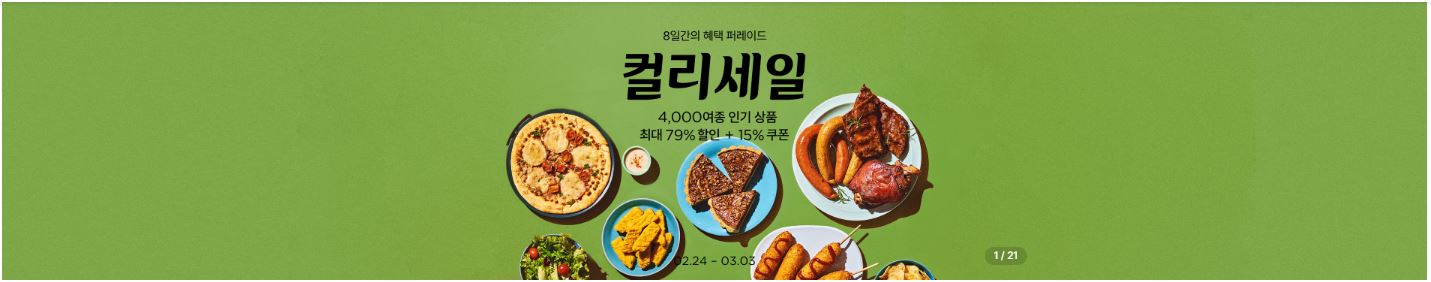 8일간의 혜택 퍼레이드
컬리세일
4,000여종 인기 상품
최대 79% 할인 + 15% 쿠폰
02.24 - 03.03
1 / 21